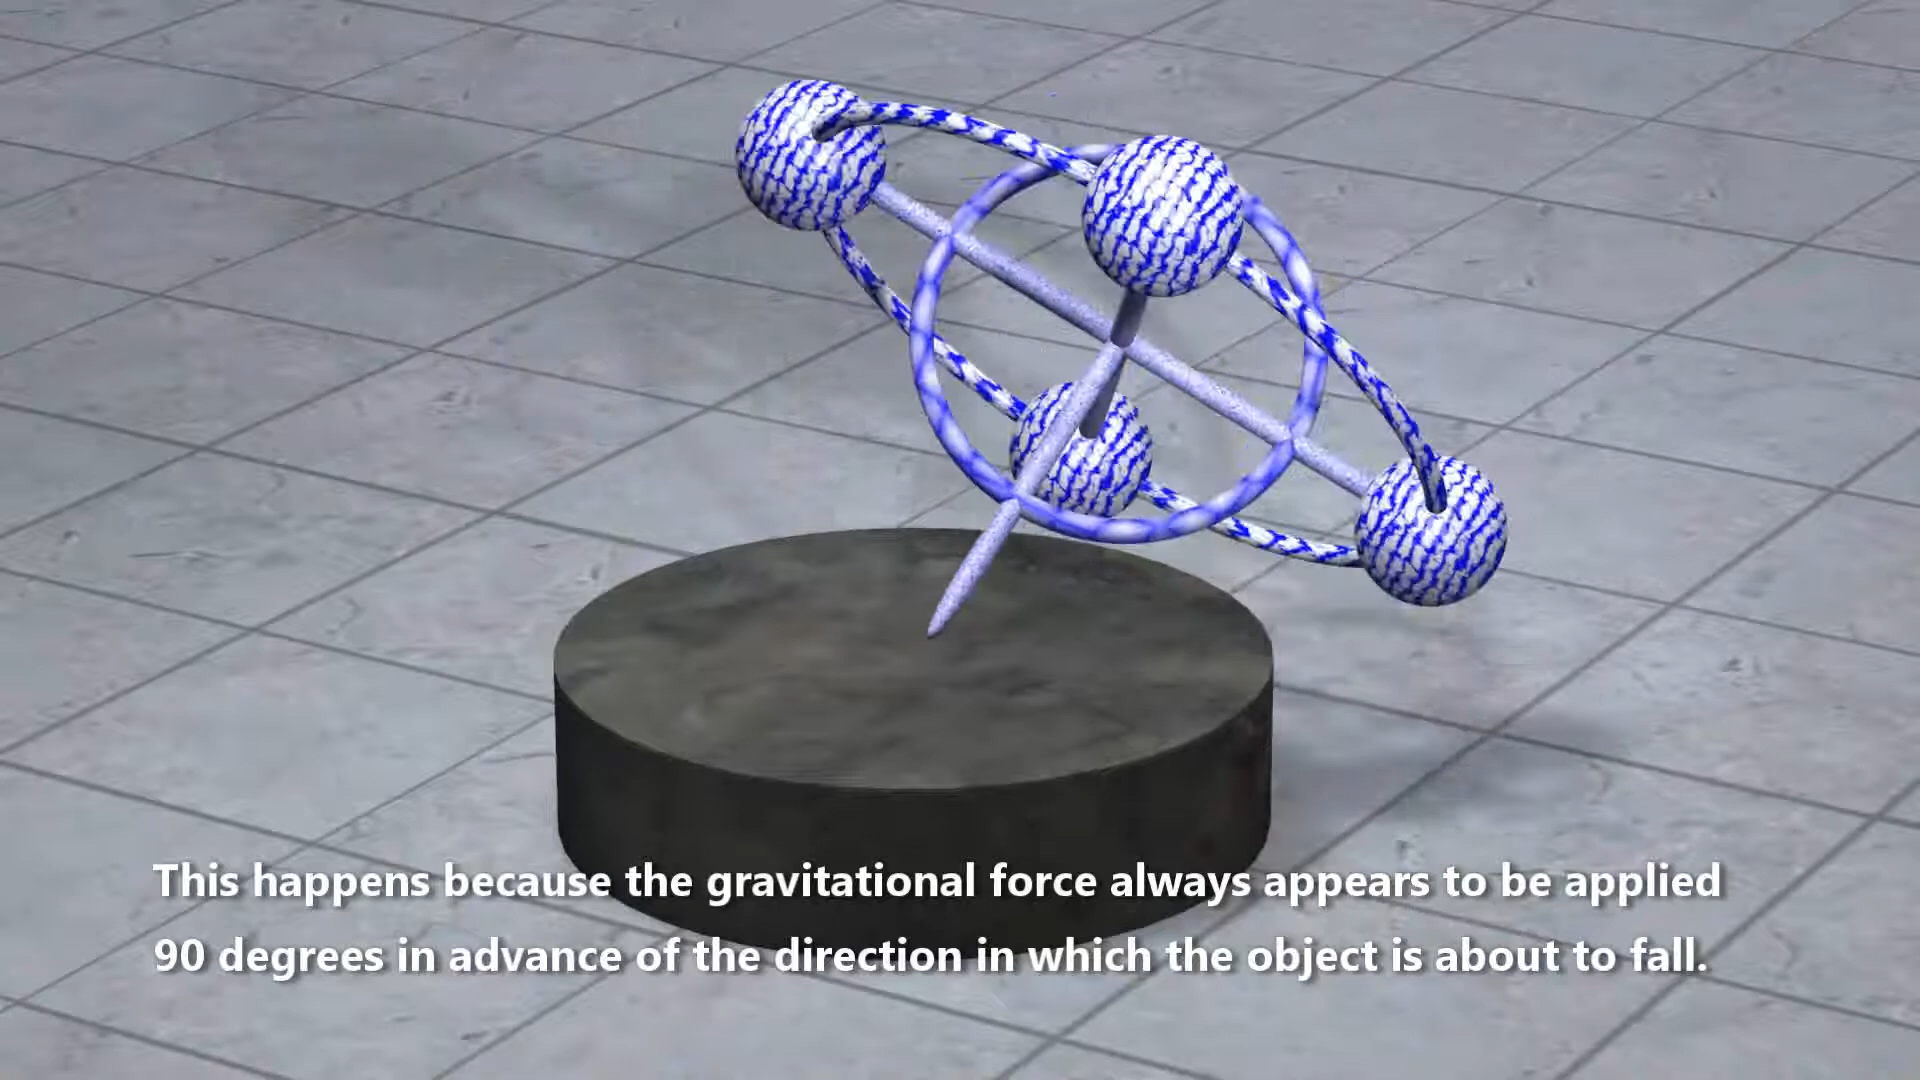 This happens because the gravitational force always appears to be applied
90 degrees in advance of the direction in which the object is about to fall.